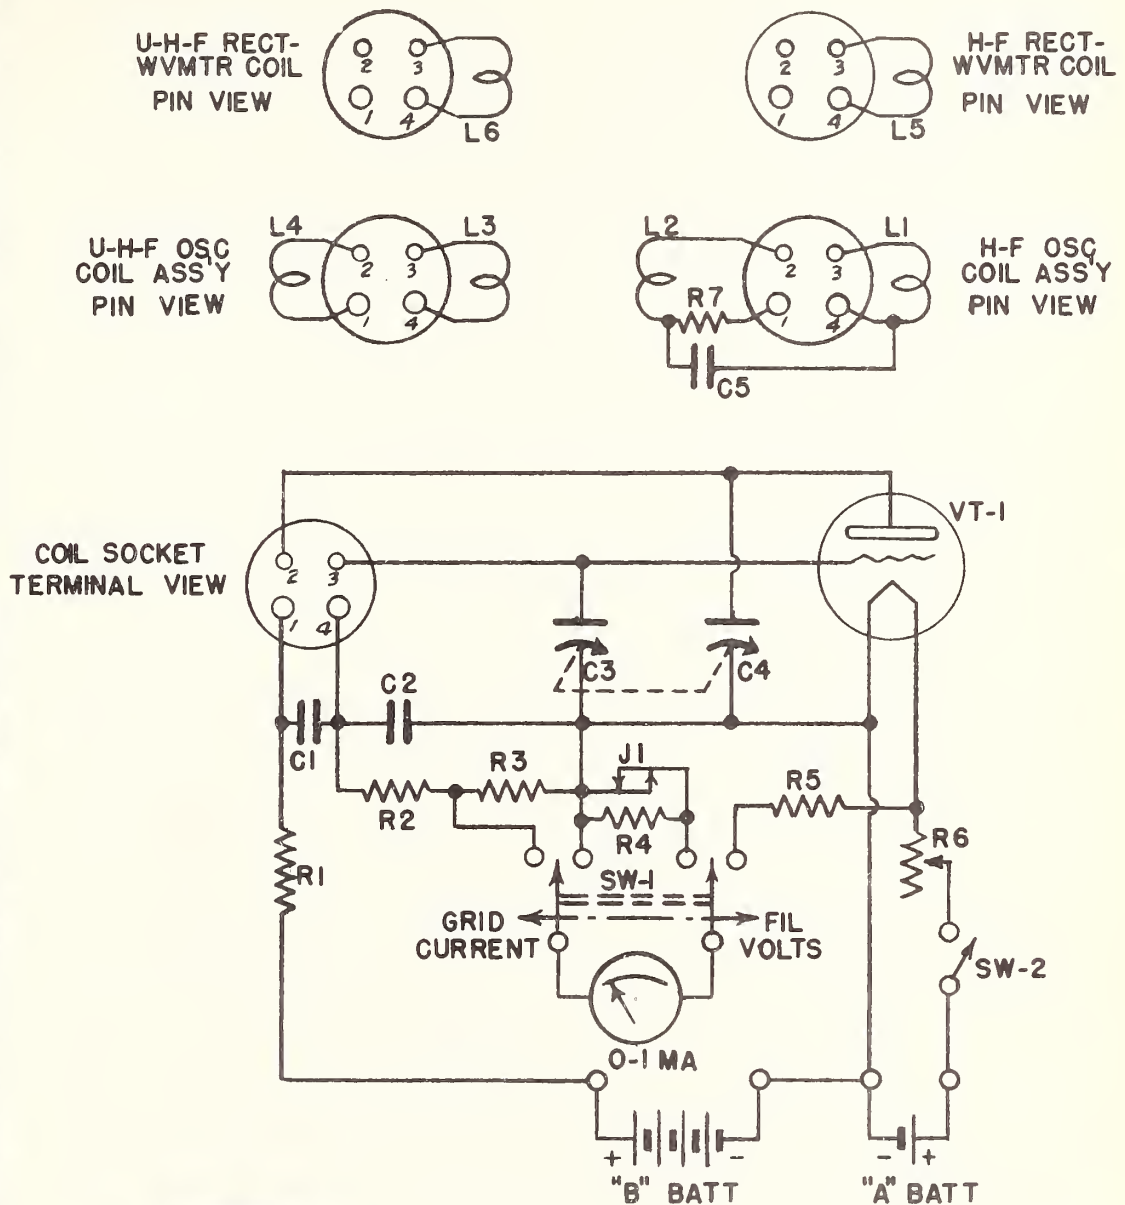 U-H-F RECT-
WVMTR COIL
PIN VIEW
2 3
1 4
L6
H-F RECT-
WVMTR COIL
PIN VIEW
2 3
1 4
L5
U-H-F OSC
COIL ASS'Y
PIN VIEW
L4 L3
2 3
1 4
H-F OSC
COIL ASS'Y
PIN VIEW
L2 L1
2 3
R7 1 4
C5
VT-1
COIL SOCKET
TERMINAL VIEW
2 3
1 4
C3 C4
C2
C1
R3 J1
R5
R2 R4
R6
R1
SW-1
GRID
CURRENT
FIL
VOLTS
SW-2
0-1 MA
+ -
"B" BATT
- +
"A" BATT